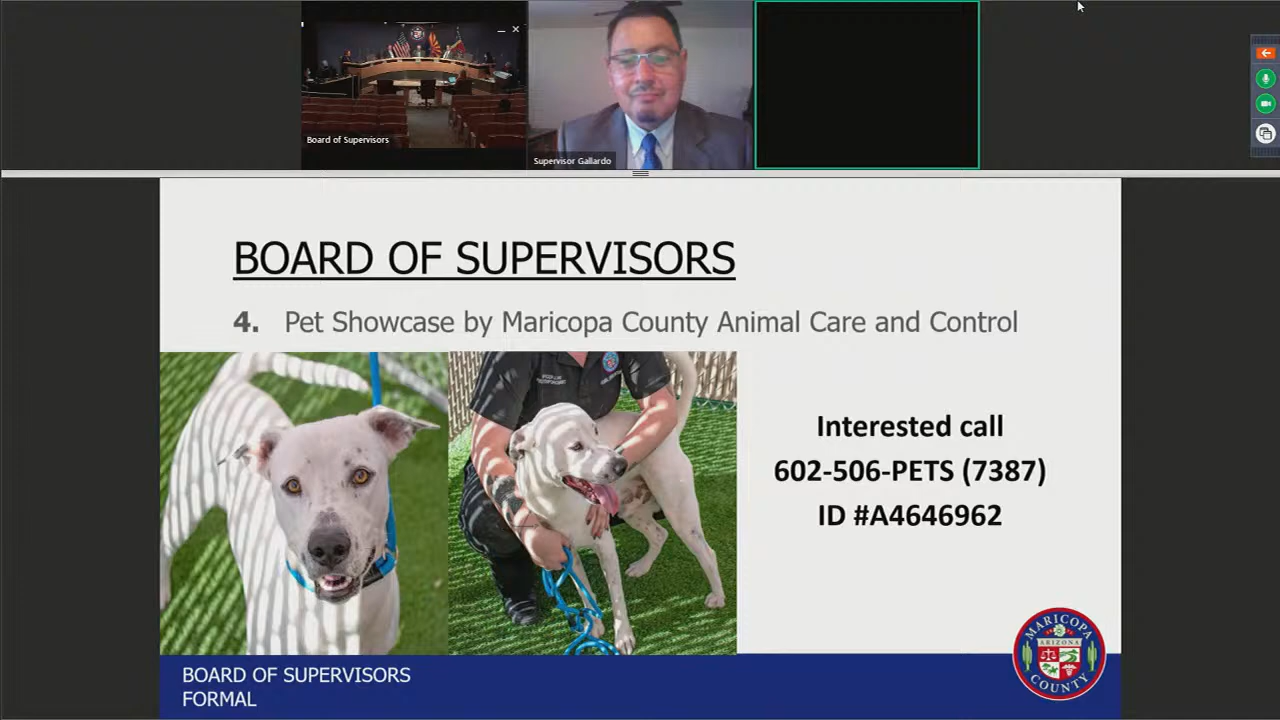 Board of Supervisors
Supervisor Gallardo
BOARD OF SUPERVISORS
4. Pet Showcase by Maricopa County Animal Care and Control
Interested call
602-506-PETS (7387)
ID #A4646962
MARICOPA
ARIZONA
COUNTY
BOARD OF SUPERVISORS
FORMAL